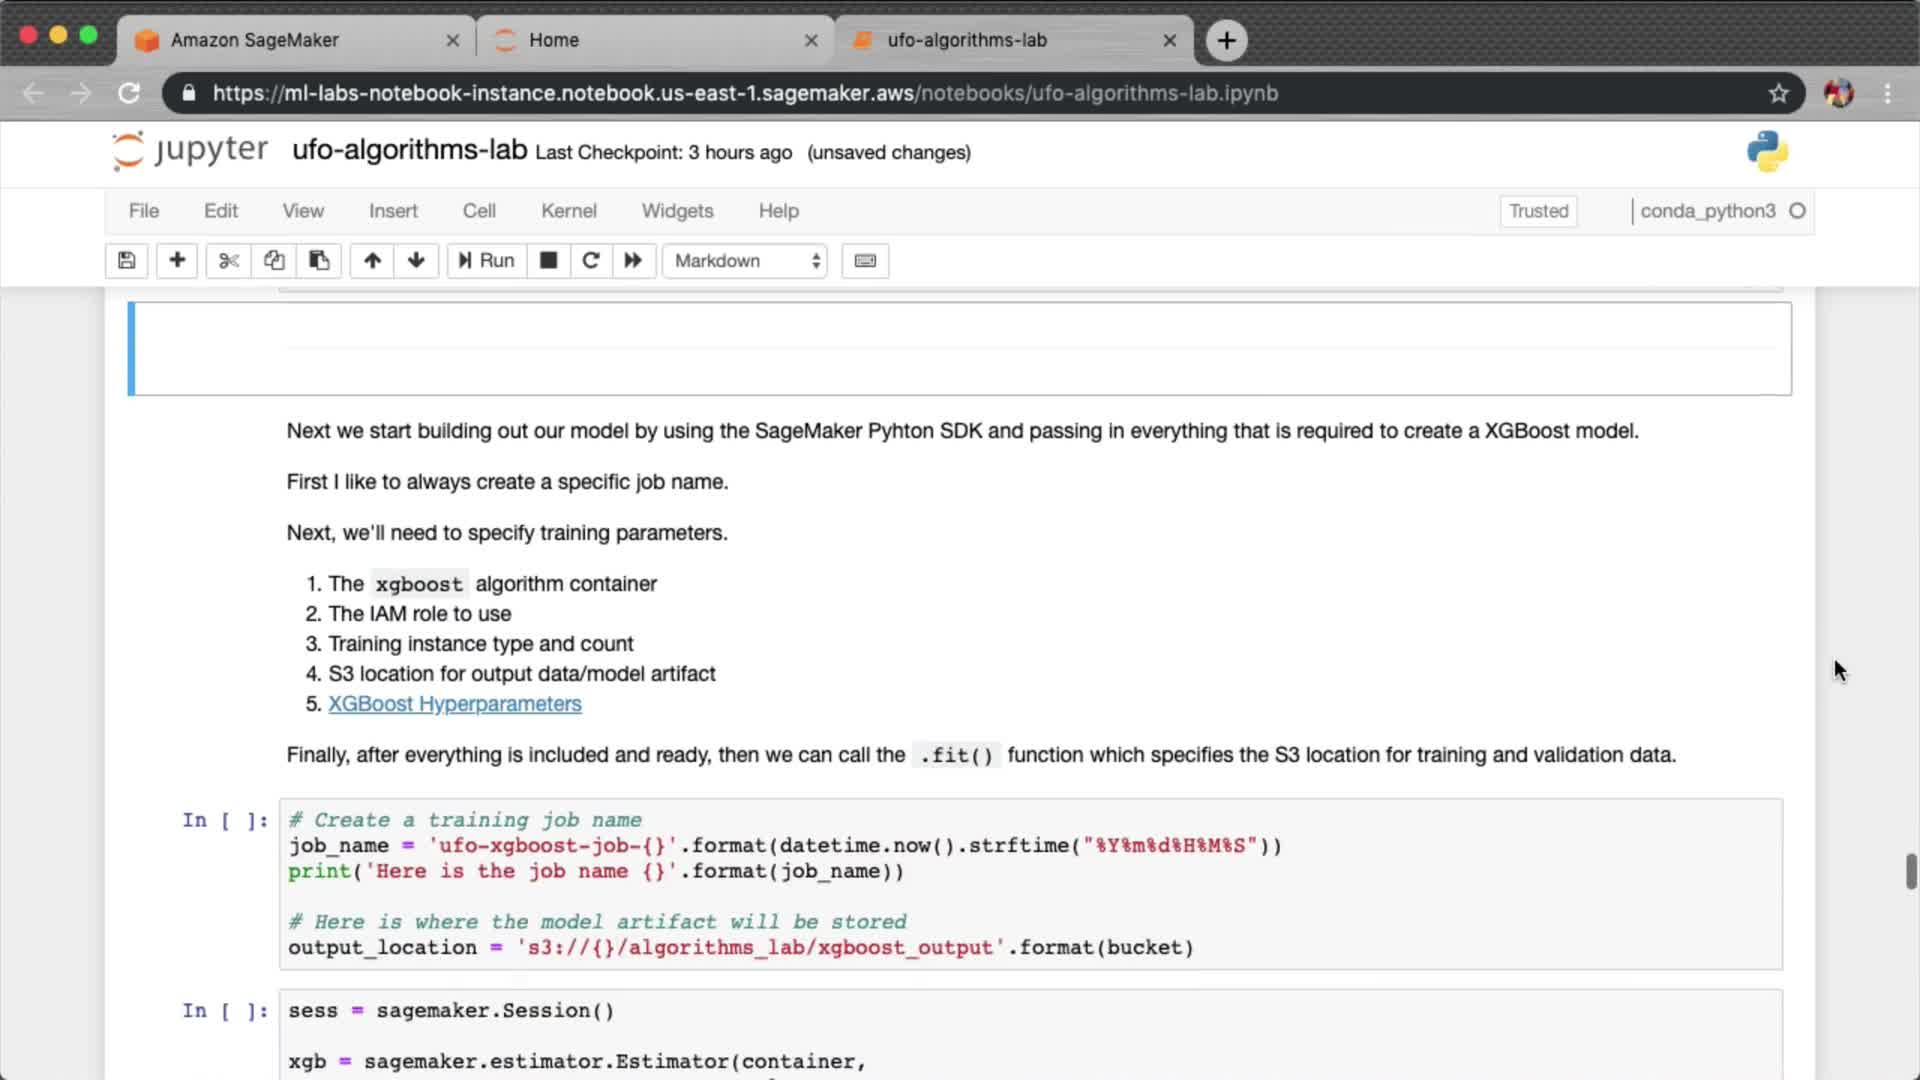 Amazon SageMaker
Home
ufo-algorithms-lab
https://ml-labs-notebook-instance.notebook.us-east-1.sagemaker.aws/notebooks/ufo-algorithms-lab.ipynb
jupyter ufo-algorithms-lab Last Checkpoint: 3 hours ago (unsaved changes)
File Edit View Insert Cell Kernel Widgets Help Trusted conda_python3
Run Markdown
Next we start building out our model by using the SageMaker Pyhton SDK and passing in everything that is required to create a XGBoost model.
First I like to always create a specific job name.
Next, we'll need to specify training parameters.
1. The xgboost algorithm container
2. The IAM role to use
3. Training instance type and count
4. S3 location for output data/model artifact
5. XGBoost Hyperparameters
Finally, after everything is included and ready, then we can call the .fit() function which specifies the S3 location for training and validation data.
In [ ]: # Create a training job name
job_name = 'ufo-xgboost-job-{}'.format(datetime.now().strftime("%Y%m%d%H%M%S"))
print('Here is the job name {}'.format(job_name))
# Here is where the model artifact will be stored
output_location = 's3://{}/algorithms_lab/xgboost_output'.format(bucket)
In [ ]: sess = sagemaker.Session()
xgb = sagemaker.estimator.Estimator(container,